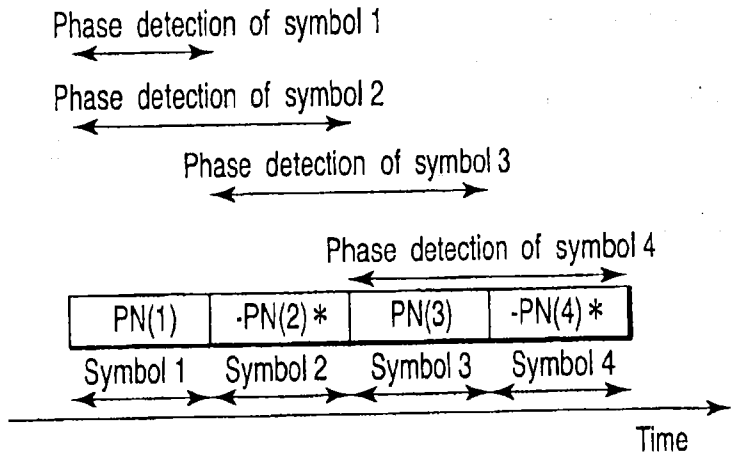 Phase detection of symbol 1
Phase detection of symbol 2
Phase detection of symbol 3
Phase detection of symbol 4
PN(1) -PN(2)* PN(3) -PN(4)*
Symbol 1 Symbol 2 Symbol 3 Symbol 4
Time